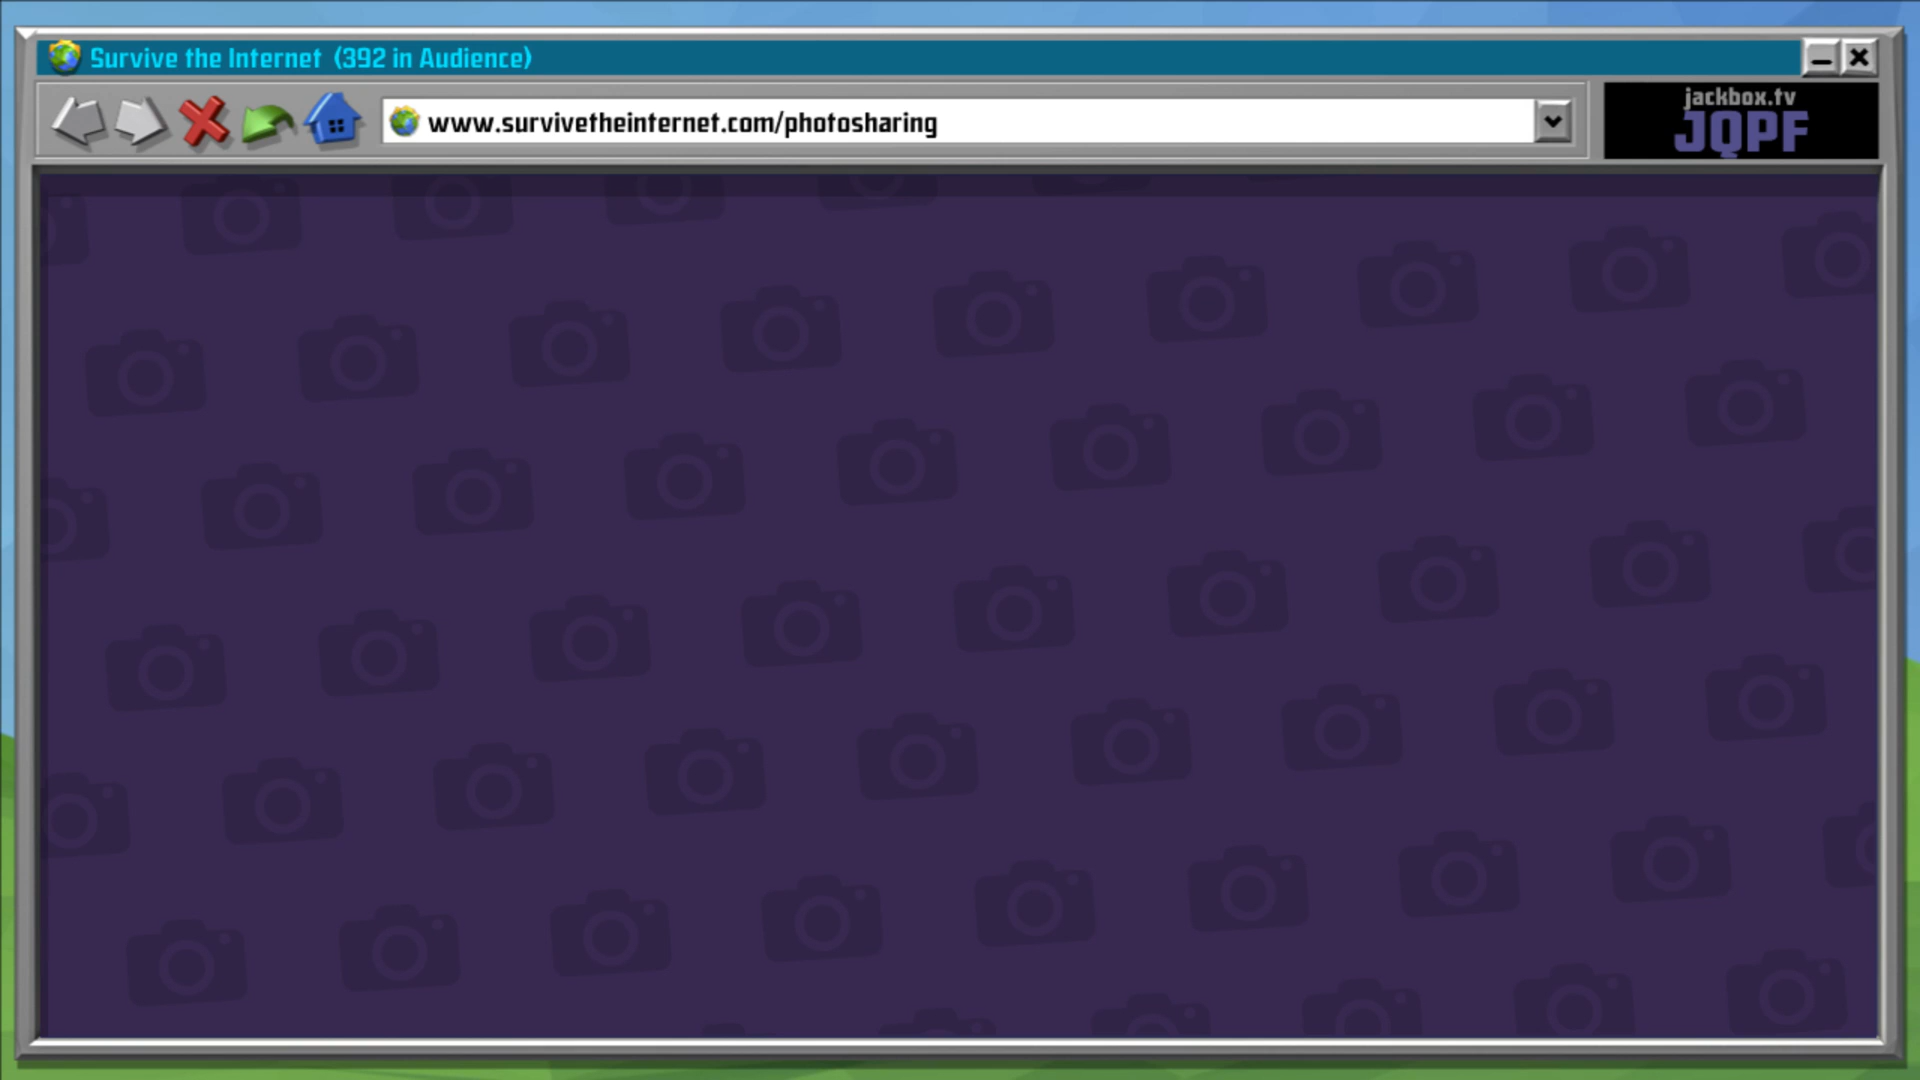 Survive the Internet (392 in Audience)
www.survivetheinternet.com/photosharing
jackbox.tv
JQPF